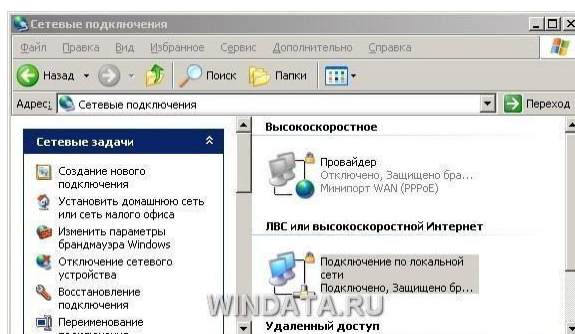 Сетевые подключения
Файл Правка Вид Избранное Сервис Дополнительно Справка
Назад Поиск Папки
Адрес: Сетевые подключения Переход
Сетевые задачи
Создание нового
подключения
Установить домашнюю сеть
или сеть малого офиса
Изменить параметры
брандмауэра Windows
Отключение сетевого
устройства
Восстановление
подключения
Переименование
Высокоскоростное
Провайдер
Отключено, Защищено бра...
Минипорт WAN (PPPoE)
ЛВС или высокоскоростной Интернет
Подключение по локальной
сети
Подключено, Защищено бр...
WINDATA.RU
Удаленный доступ